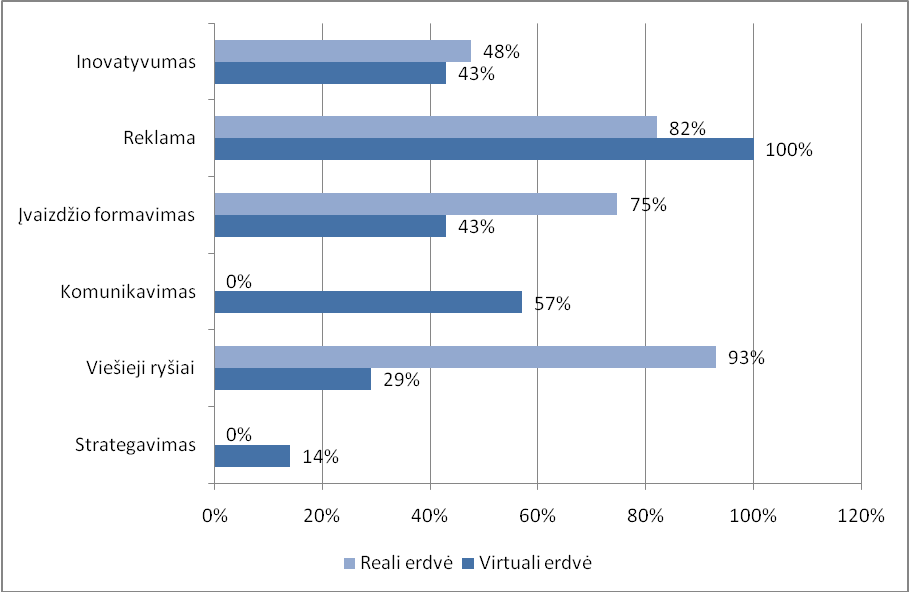 Inovatyvumas
48%
43%
Reklama
82%
100%
Įvaizdžio formavimas
75%
43%
Komunikavimas
0%
57%
Viešieji ryšiai
93%
29%
Strategavimas
0%
14%
0% 20% 40% 60% 80% 100% 120%
Reali erdvė Virtuali erdvė